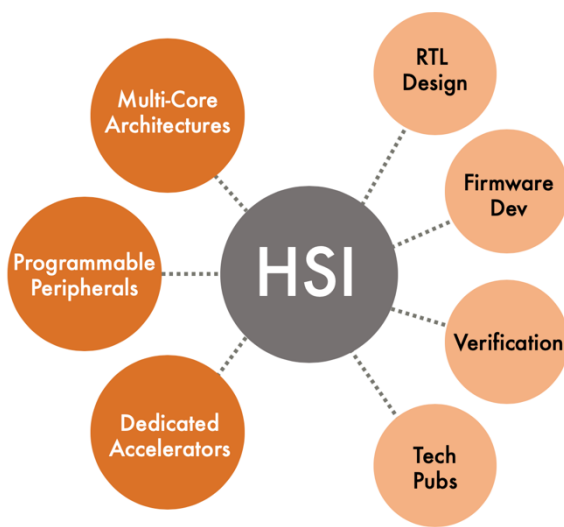 Multi-Core
Architectures
Programmable
Peripherals
Dedicated
Accelerators
HSI
RTL
Design
Firmware
Dev
Verification
Tech
Pubs